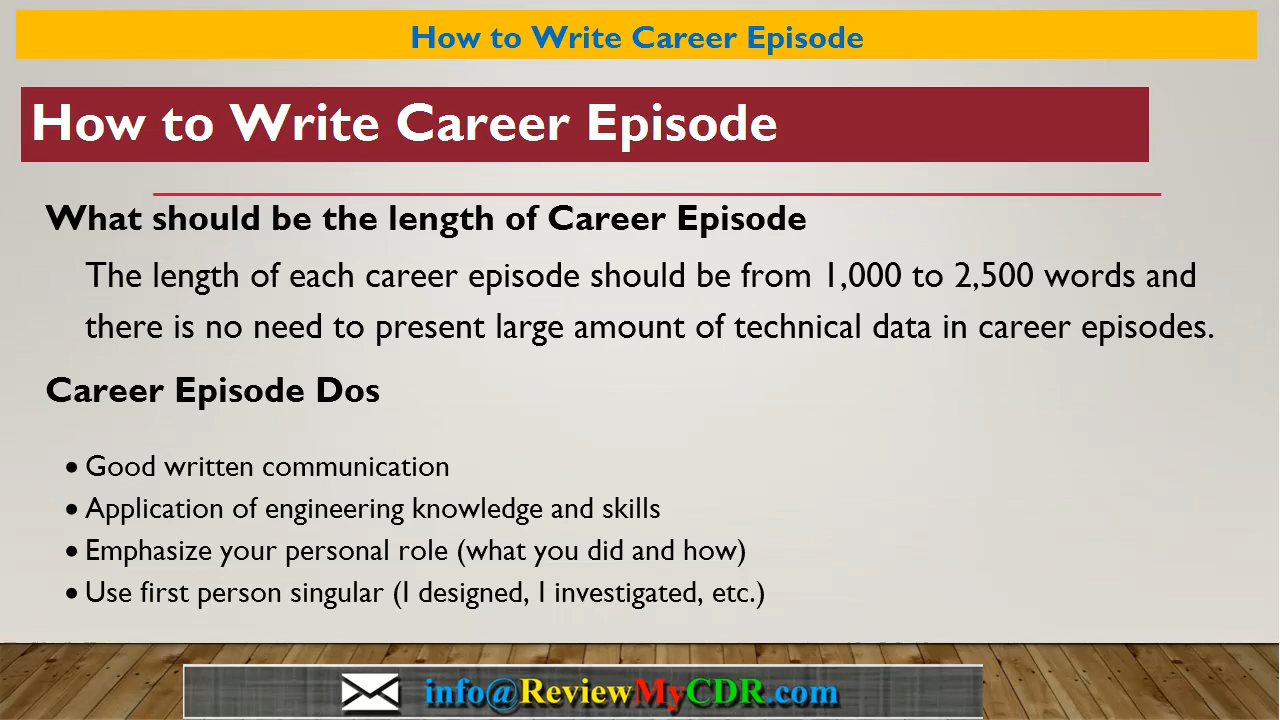 How to Write Career Episode
How to Write Career Episode
What should be the length of Career Episode
The length of each career episode should be from 1,000 to 2,500 words and
there is no need to present large amount of technical data in career episodes.
Career Episode Dos
• Good written communication
• Application of engineering knowledge and skills
• Emphasize your personal role (what you did and how)
• Use first person singular (I designed, I investigated, etc.)
info@ReviewMyCDR.com